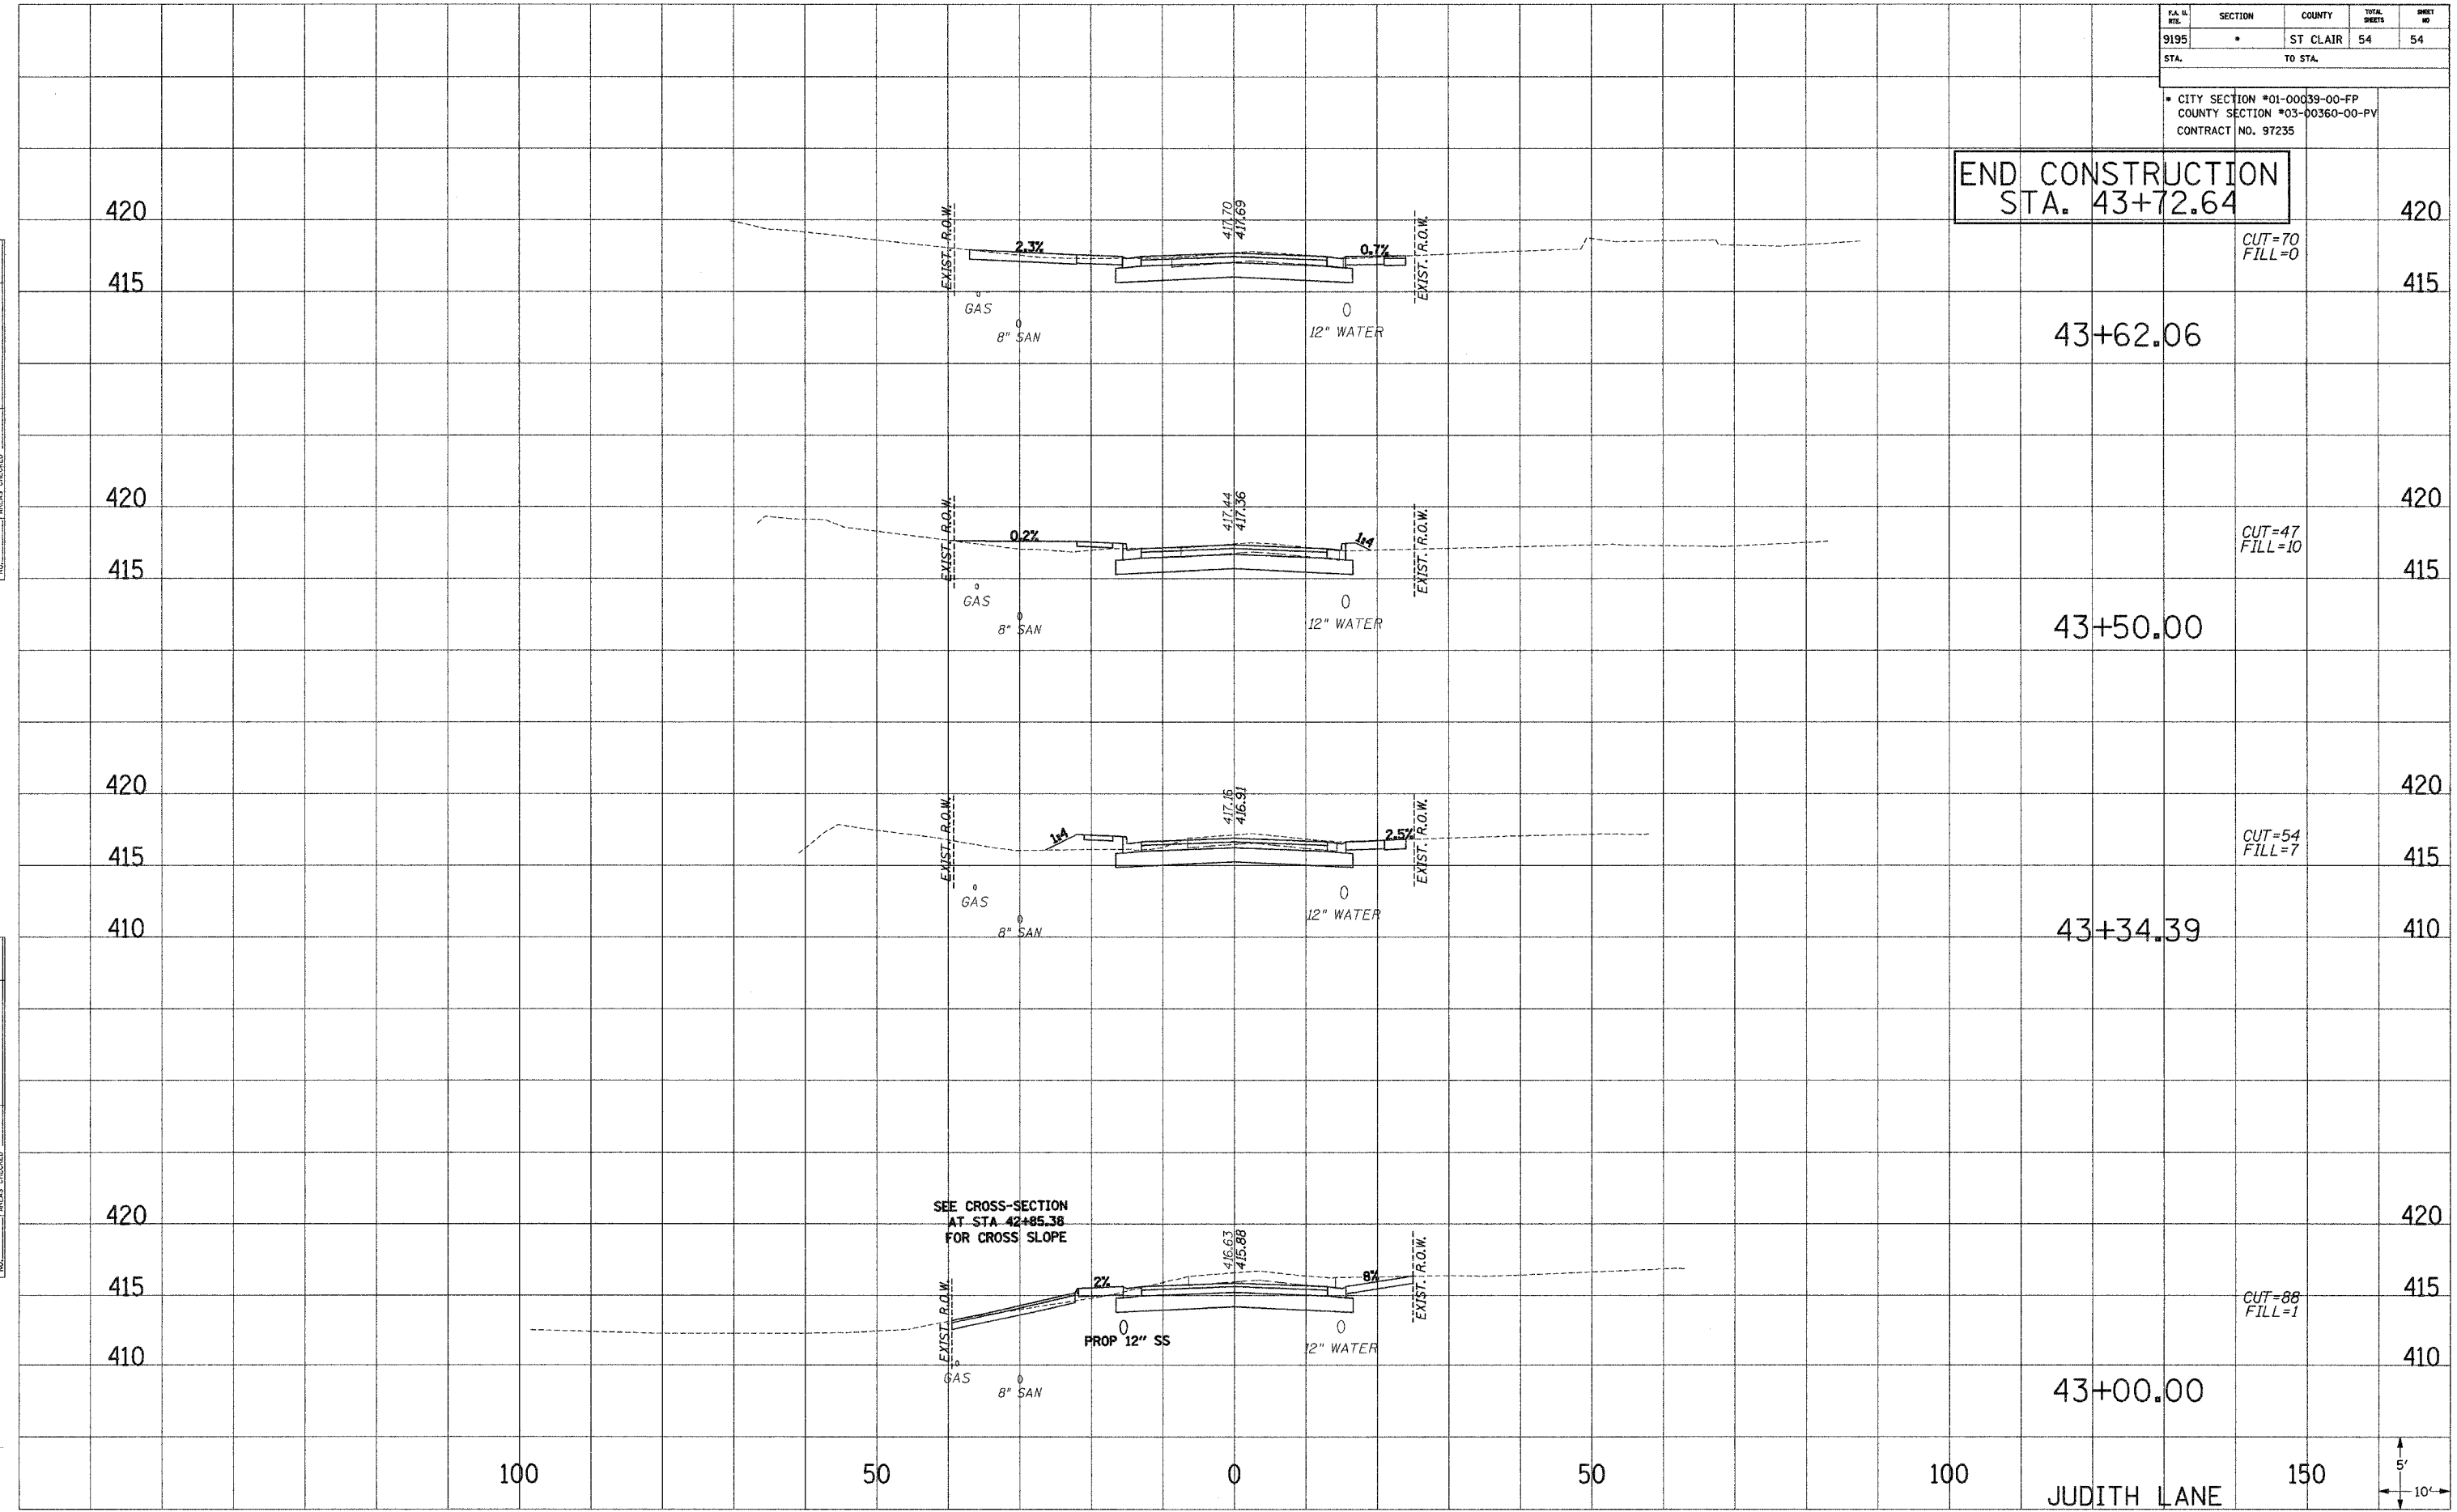 F.A. U. RTE. SECTION COUNTY TOTAL SHEETS SHEET NO
9195 * ST CLAIR 54 54
STA. TO STA.
* CITY SECTION #01-00039-00-FP
COUNTY SECTION #03-00360-00-PV
CONTRACT NO. 97235
END CONSTRUCTION
STA. 43+72.64
420 420
EXIST. R.O.W. 2.3% 417.70 417.69 0.7% EXIST. R.O.W.
CUT=70
FILL=0
415 415
GAS
8" SAN 12" WATER
43+62.06
420 420
EXIST. R.O.W. 0.2% 417.44 417.36 1:4 EXIST. R.O.W.
CUT=47
FILL=10
415 415
GAS
8" SAN 12" WATER
43+50.00
420 420
EXIST. R.O.W. 1:4 417.16 416.91 2.5% EXIST. R.O.W.
CUT=54
FILL=7
415 415
GAS
8" SAN 12" WATER
410 410
43+34.39
SEE CROSS-SECTION
AT STA 42+85.38
FOR CROSS SLOPE
420 420
EXIST. R.O.W. 2% 416.63 415.88 8% EXIST. R.O.W.
415 415
CUT=88
FILL=1
PROP 12" SS 12" WATER
410 410
GAS
8" SAN
43+00.00
100 50 0 50 100 150
5'
10'
JUDITH LANE